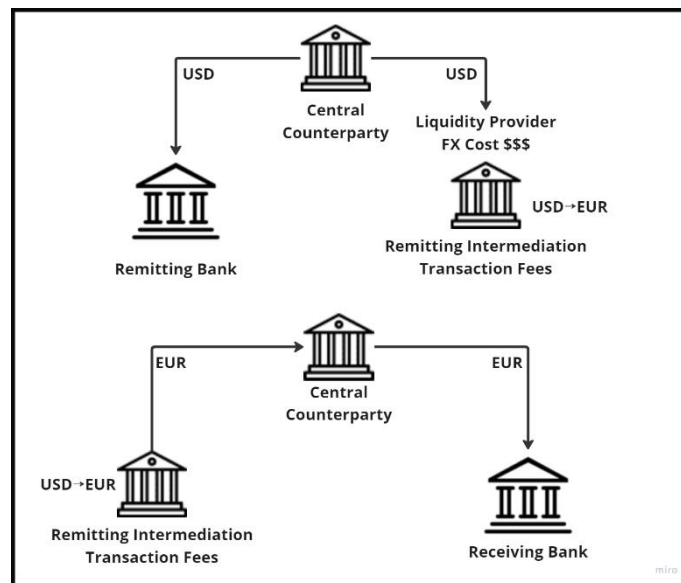 USD
USD
Central
Counterparty
Liquidity Provider
FX Cost $$$
USD→EUR
Remitting Bank
Remitting Intermediation
Transaction Fees
EUR
EUR
Central
Counterparty
USD→EUR
Remitting Intermediation
Transaction Fees
Receiving Bank
miro